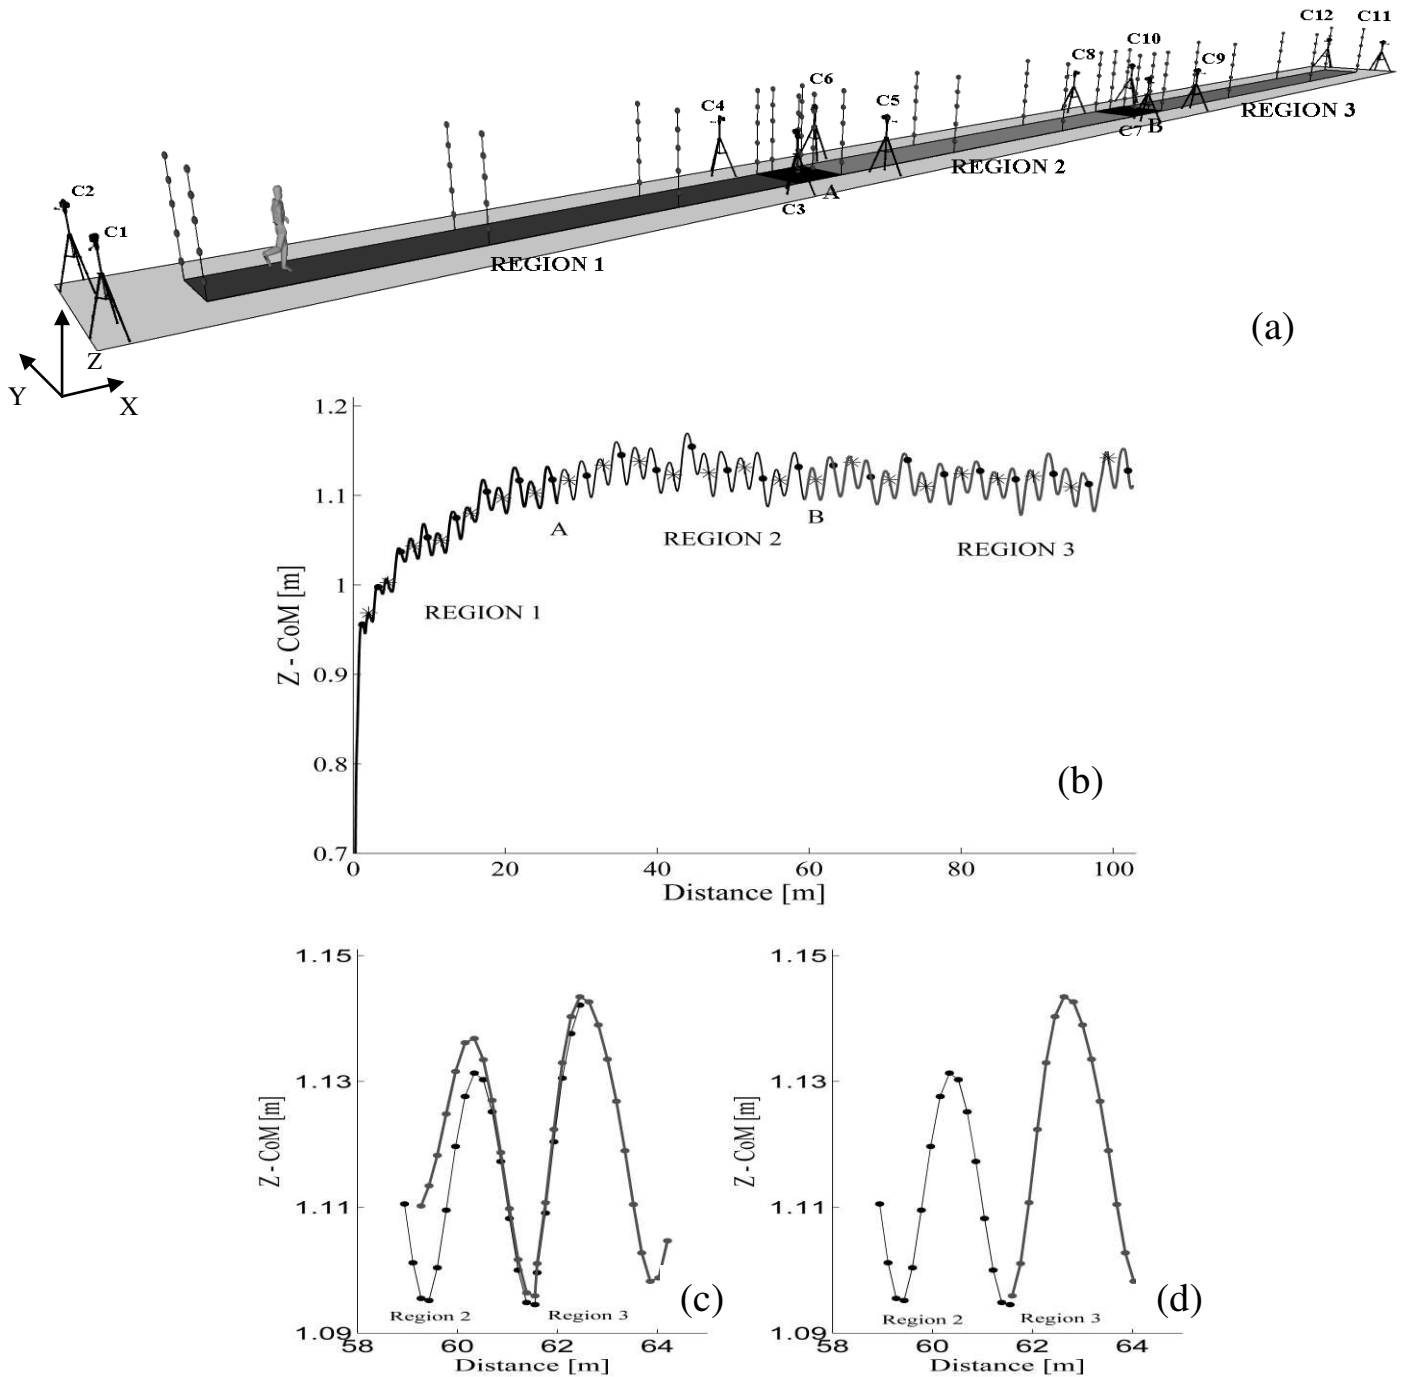 C12 C11
C10
C8 C9
C6
C4 C5
C7 B
REGION 3
REGION 2
A
C3
C2
C1
REGION 1
(a)
Z
Y
X
1.2
1.1
1
0.9
0.8
0.7
Z - CoM [m]
A
B
REGION 1
REGION 2
REGION 3
(b)
0 20 40 60 80 100
Distance [m]
1.15
1.13
1.11
1.09
Z - CoM [m]
Region 2 Region 3
(c)
58 60 62 64
Distance [m]
1.15
1.13
1.11
1.09
Z - CoM [m]
Region 2 Region 3
(d)
58 60 62 64
Distance [m]